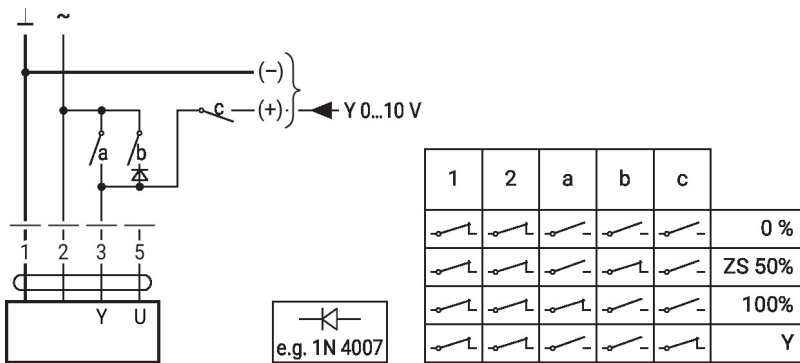 ⊥ ~
(–)
c (+) Y 0...10 V
a b
1 2 3 5
Y U
e.g. 1N 4007
1 2 a b c
0 %
ZS 50%
100%
Y